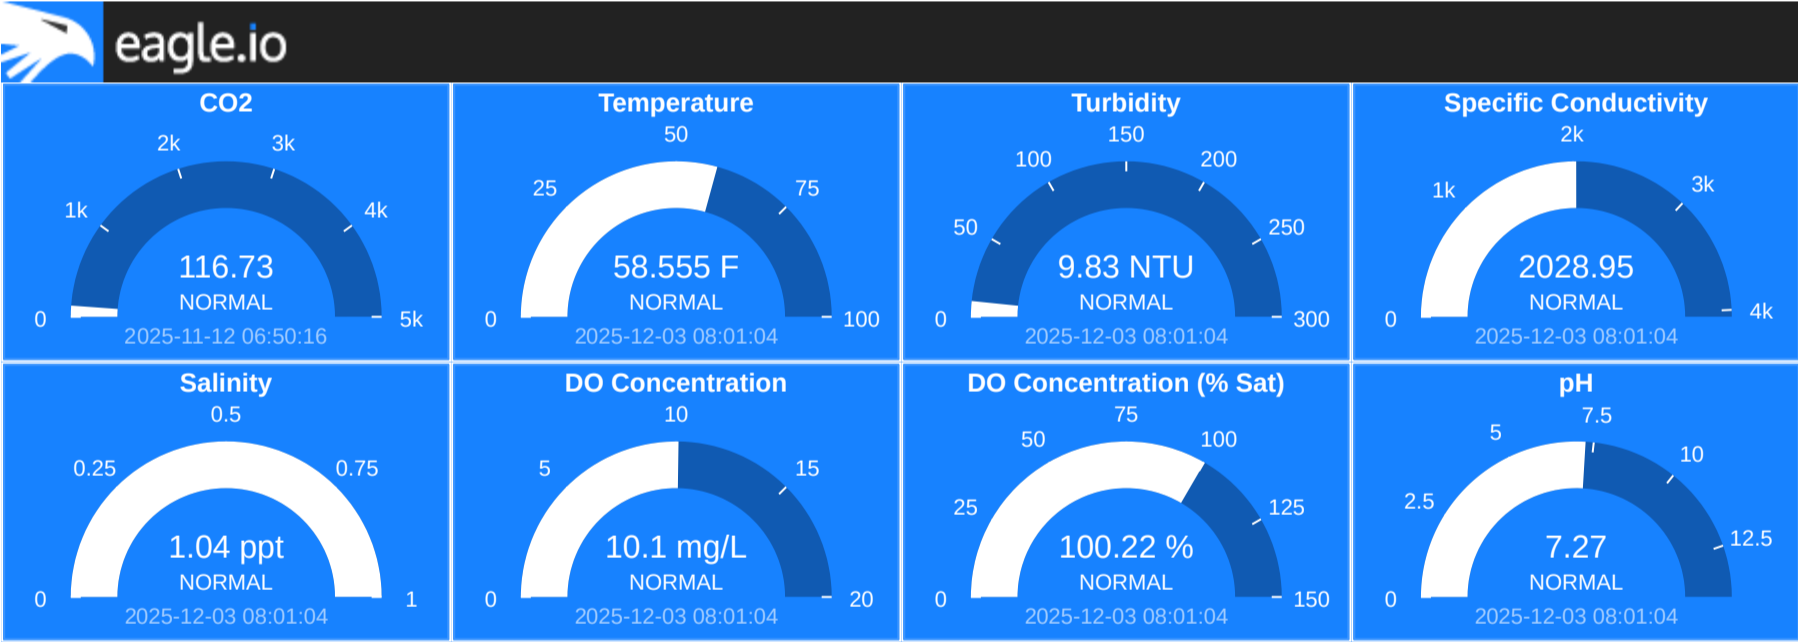 eagle.io
CO2
0
1k
2k
3k
4k
5k
116.73
NORMAL
2025-11-12 06:50:16
Temperature
0
25
50
75
100
58.555 F
NORMAL
2025-12-03 08:01:04
Turbidity
0
50
100
150
200
250
300
9.83 NTU
NORMAL
2025-12-03 08:01:04
Specific Conductivity
0
1k
2k
3k
4k
2028.95
NORMAL
2025-12-03 08:01:04
Salinity
0
0.25
0.5
0.75
1
1.04 ppt
NORMAL
2025-12-03 08:01:04
DO Concentration
0
5
10
15
20
10.1 mg/L
NORMAL
2025-12-03 08:01:04
DO Concentration (% Sat)
0
25
50
75
100
125
150
100.22 %
NORMAL
2025-12-03 08:01:04
pH
0
2.5
5
7.5
10
12.5
7.27
NORMAL
2025-12-03 08:01:04